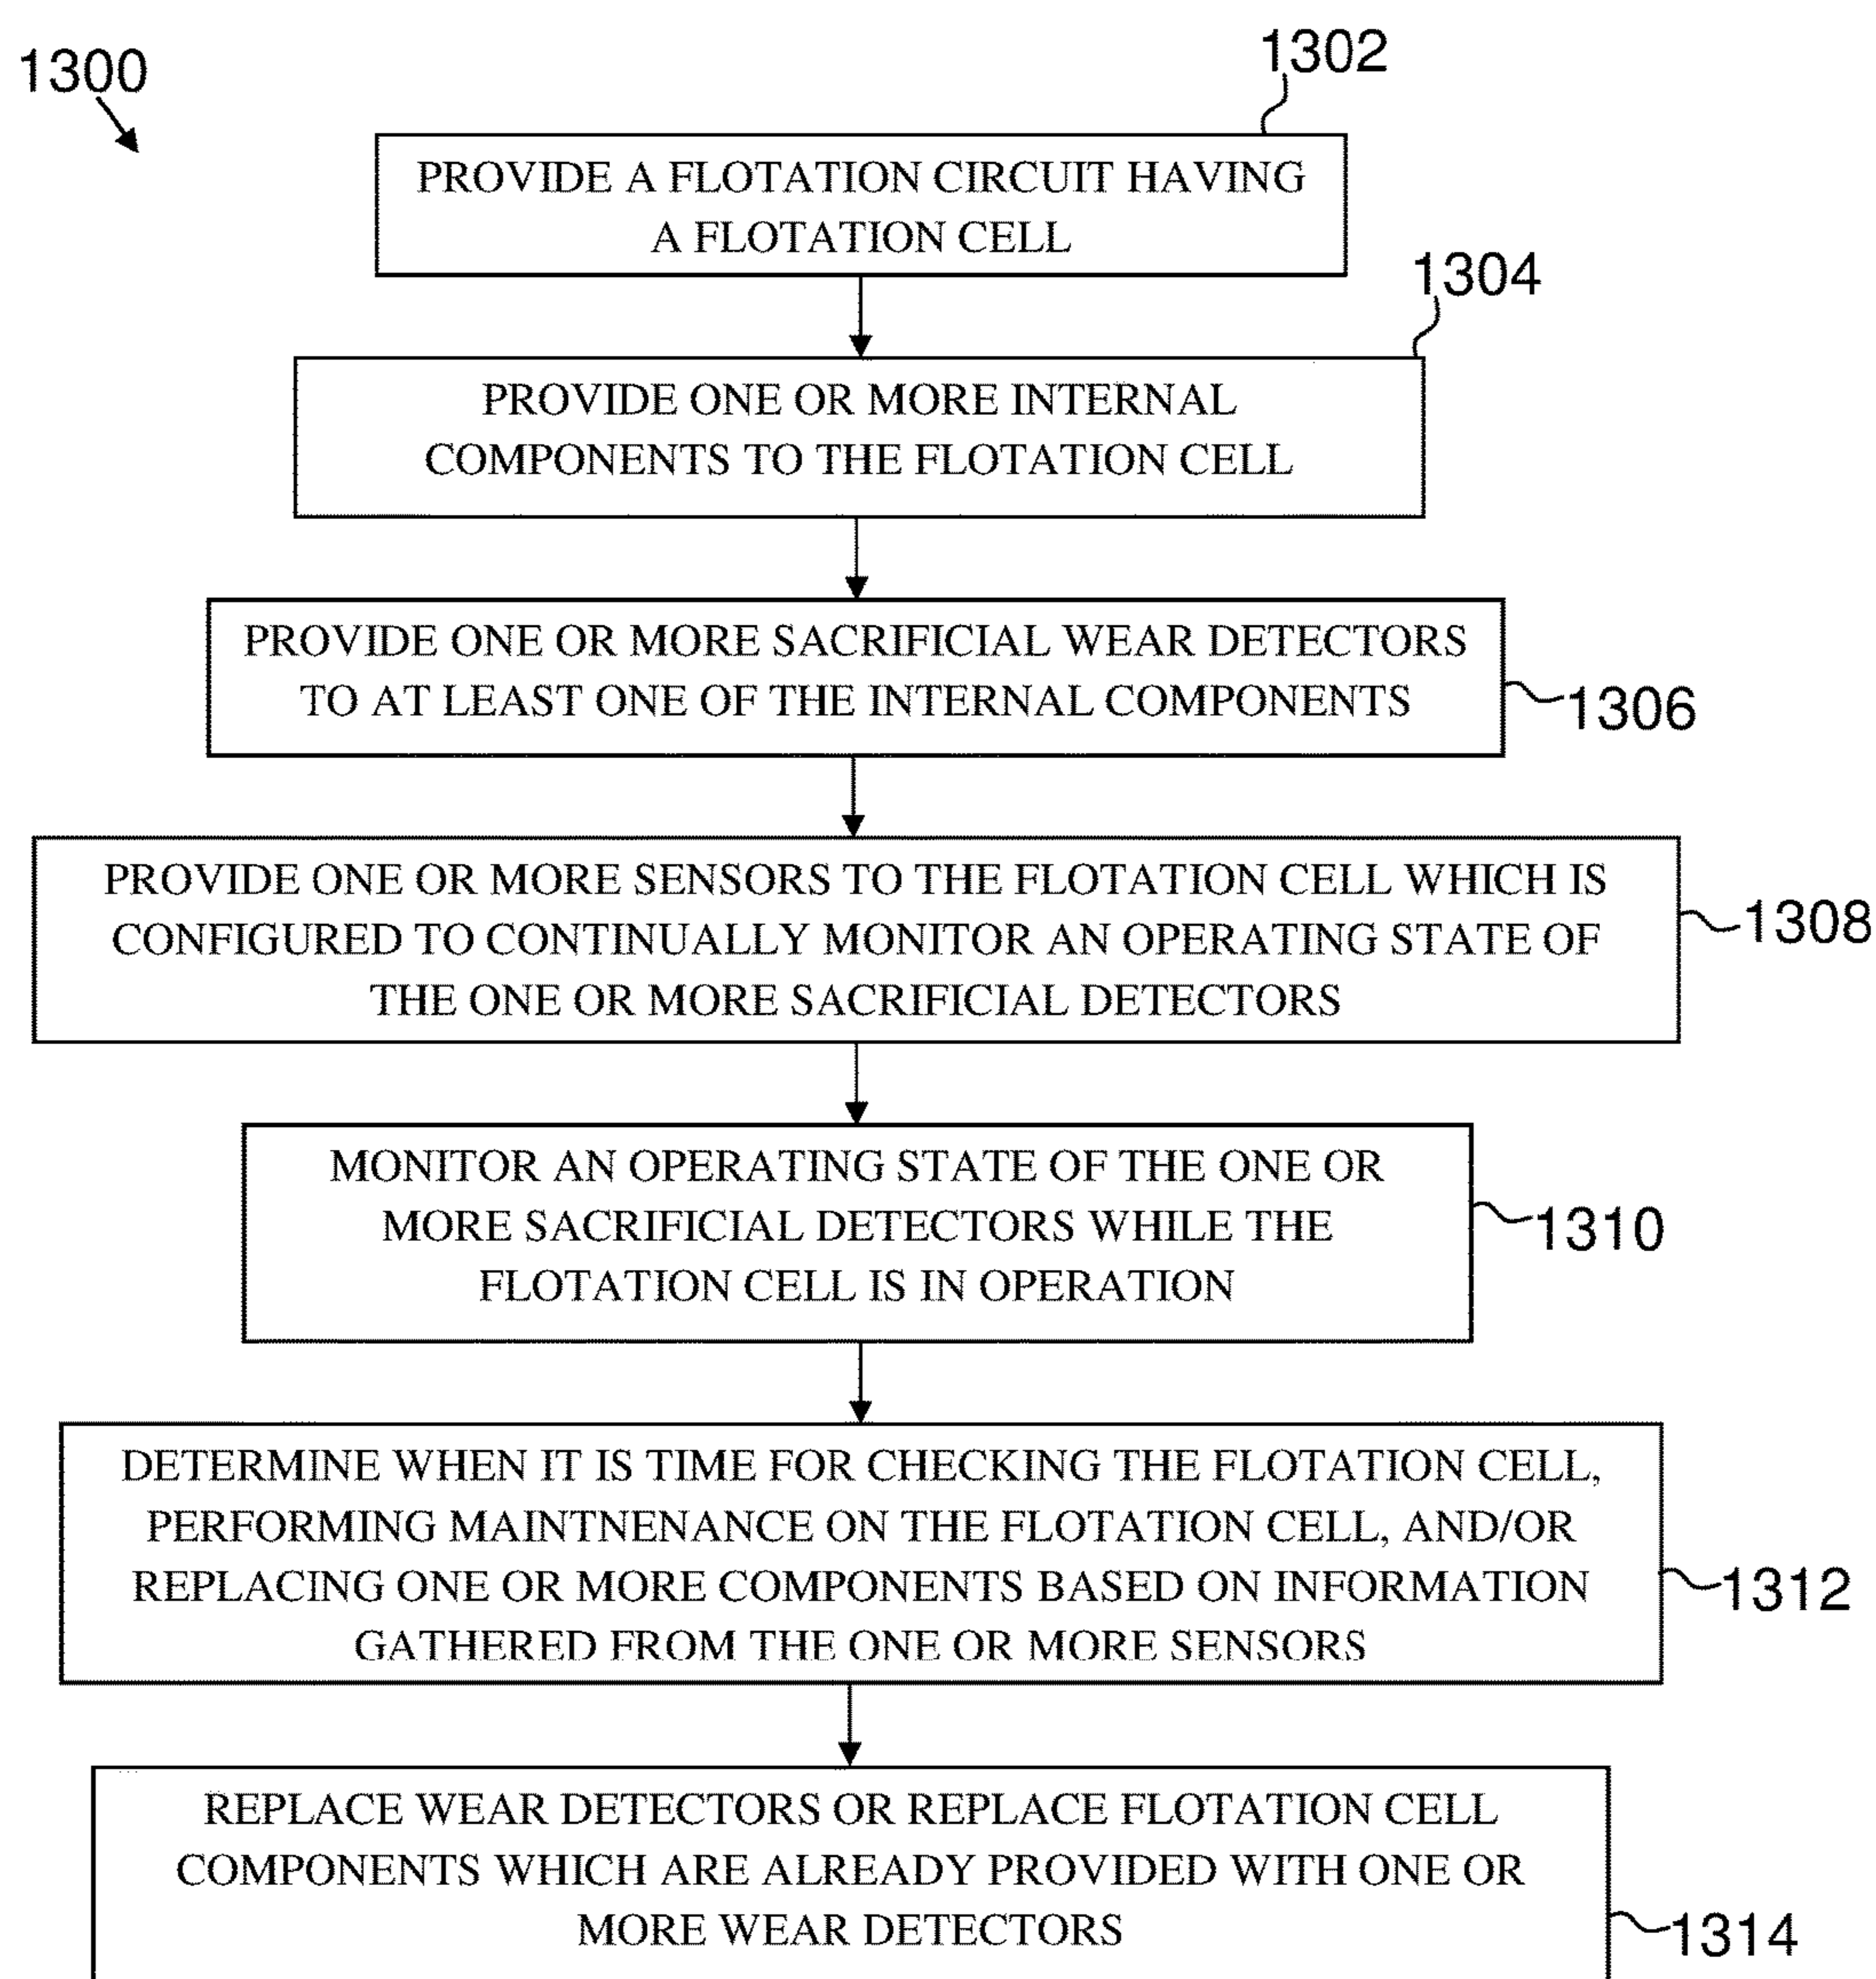 1300
1302
PROVIDE A FLOTATION CIRCUIT HAVING
A FLOTATION CELL
1304
PROVIDE ONE OR MORE INTERNAL
COMPONENTS TO THE FLOTATION CELL
PROVIDE ONE OR MORE SACRIFICIAL WEAR DETECTORS
TO AT LEAST ONE OF THE INTERNAL COMPONENTS
1306
PROVIDE ONE OR MORE SENSORS TO THE FLOTATION CELL WHICH IS
CONFIGURED TO CONTINUALLY MONITOR AN OPERATING STATE OF
THE ONE OR MORE SACRIFICIAL DETECTORS
1308
MONITOR AN OPERATING STATE OF THE ONE OR
MORE SACRIFICIAL DETECTORS WHILE THE
FLOTATION CELL IS IN OPERATION
1310
DETERMINE WHEN IT IS TIME FOR CHECKING THE FLOTATION CELL,
PERFORMING MAINTNENANCE ON THE FLOTATION CELL, AND/OR
REPLACING ONE OR MORE COMPONENTS BASED ON INFORMATION
GATHERED FROM THE ONE OR MORE SENSORS
1312
REPLACE WEAR DETECTORS OR REPLACE FLOTATION CELL
COMPONENTS WHICH ARE ALREADY PROVIDED WITH ONE OR
MORE WEAR DETECTORS
1314